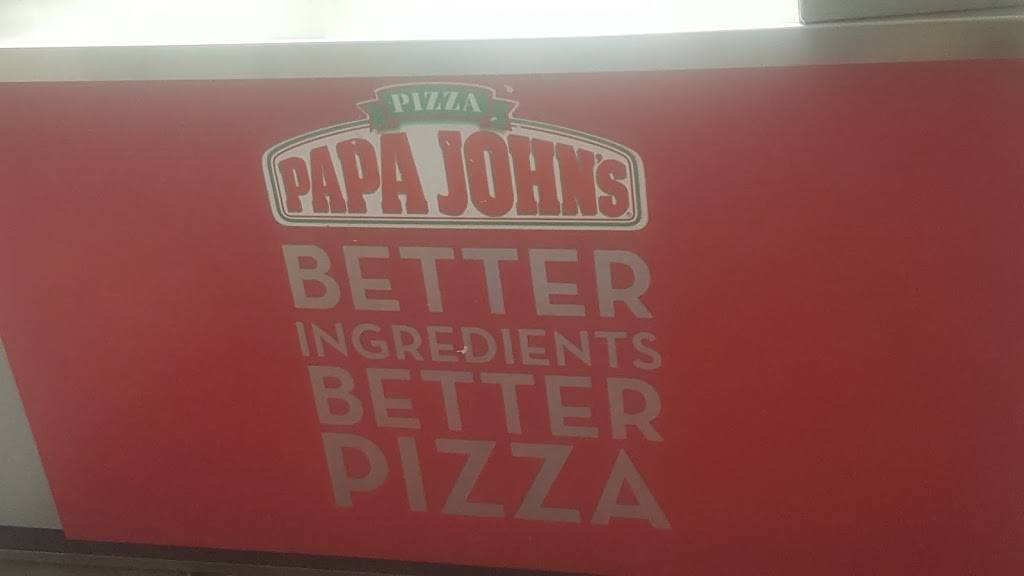 PIZZA
PAPA JOHN'S
BETTER
INGREDIENTS
BETTER
PIZZA